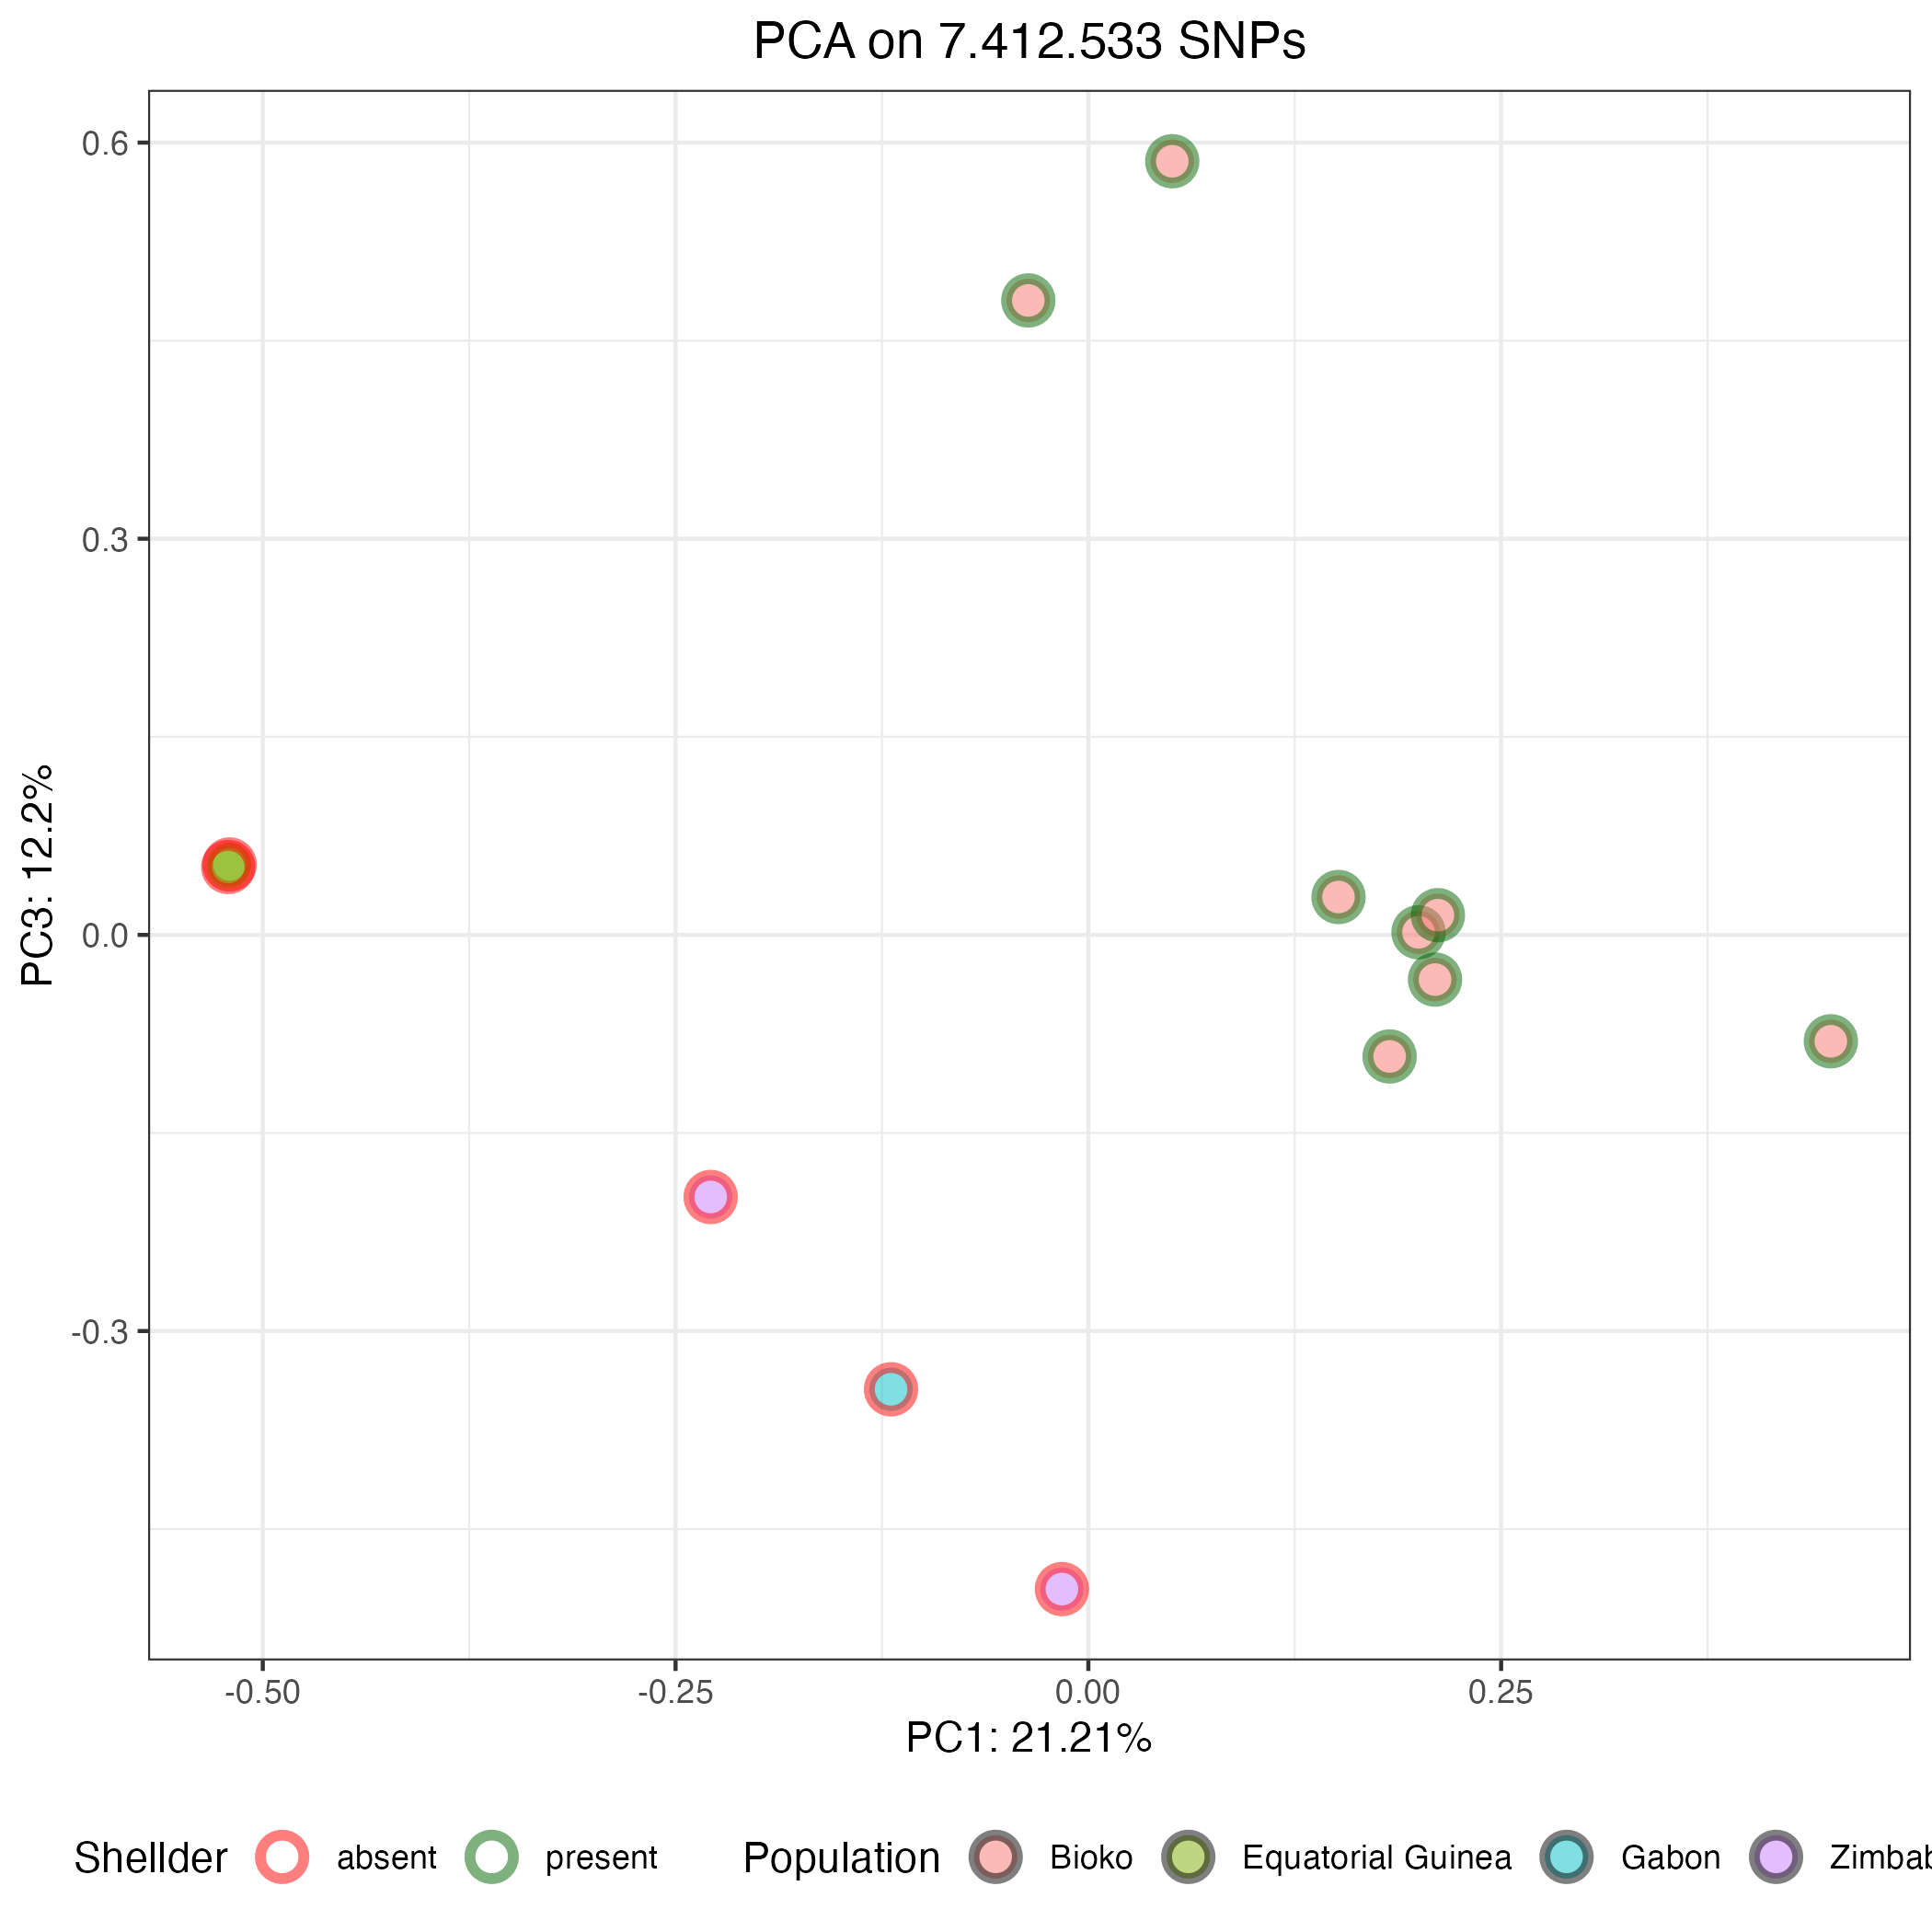 PCA on 7.412.533 SNPs
0.6
0.3
0.0
-0.3
PC3: 12.2%
-0.50 -0.25 0.00 0.25
PC1: 21.21%
Shellder absent present Population Bioko Equatorial Guinea Gabon Zimbab